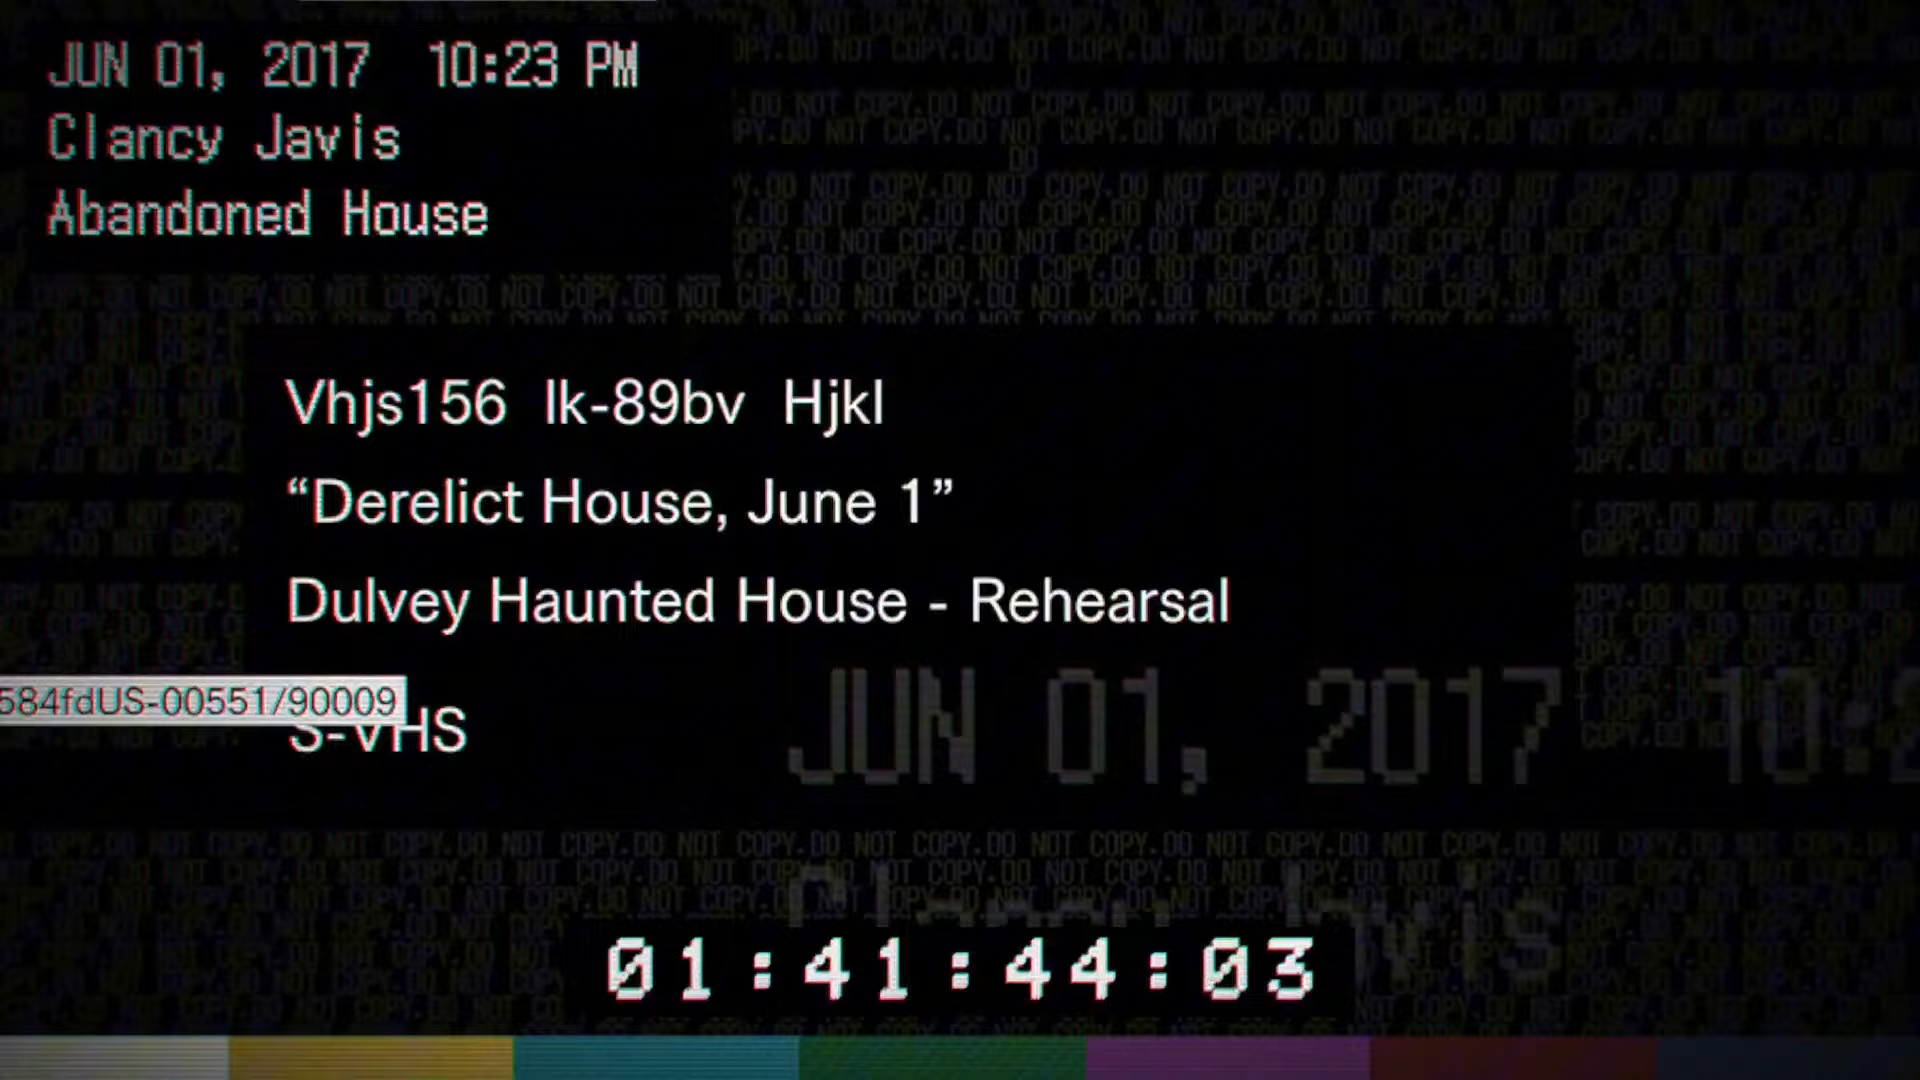 JUN 01, 2017 10:23 PM
Clancy Javis
Abandoned House
Vhjs156 lk-89bv Hjkl
“Derelict House, June 1”
Dulvey Haunted House - Rehearsal
584fdUS-00551/90009
S-VHS
JUN 01, 2017
01:41:44:03